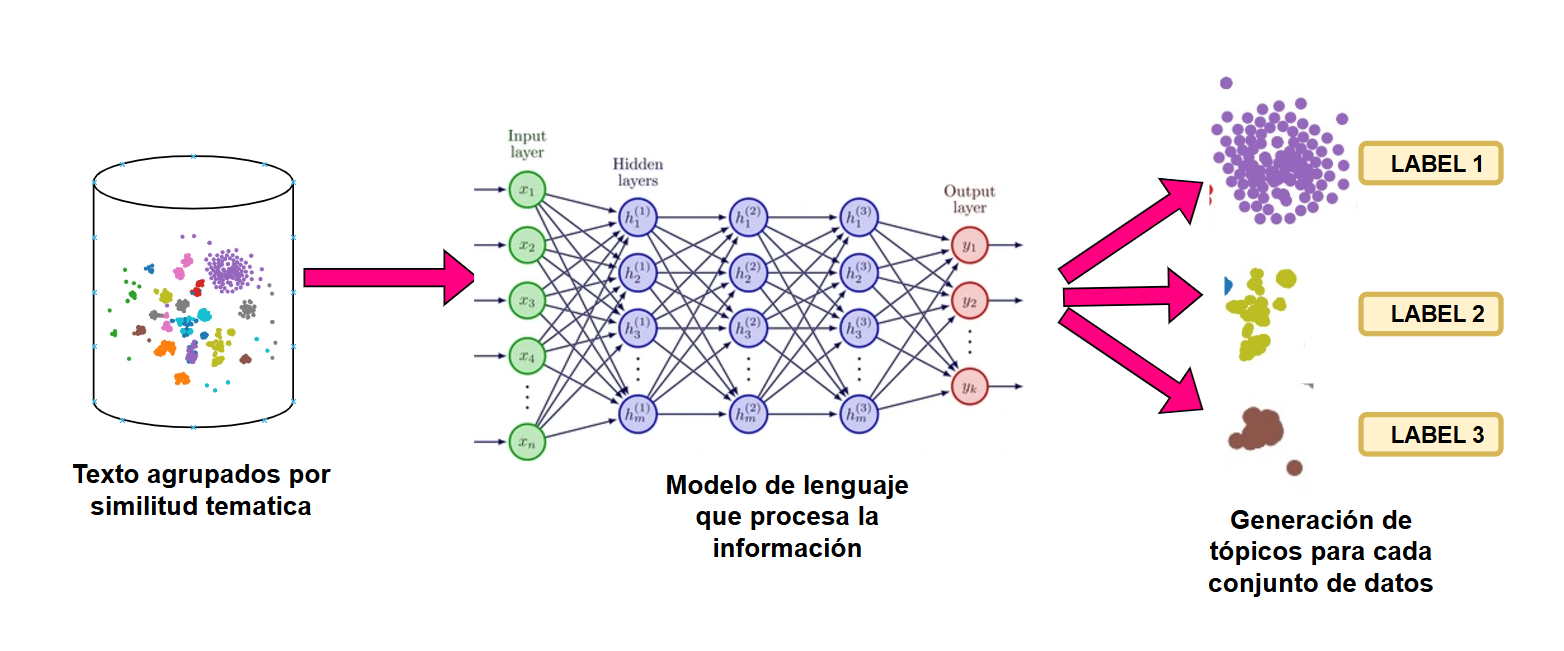 Texto agrupados por
similitud tematica
Input
layer
x₁
x₂
x₃
x₄
xₙ
Hidden
layers
h₁⁽¹⁾
h₂⁽¹⁾
h₃⁽¹⁾
hₘ⁽¹⁾
h₁⁽²⁾
h₂⁽²⁾
h₃⁽²⁾
hₘ⁽²⁾
h₁⁽³⁾
h₂⁽³⁾
h₃⁽³⁾
hₘ⁽³⁾
Output
layer
y₁
y₂
yₖ
Modelo de lenguaje
que procesa la
información
LABEL 1
LABEL 2
LABEL 3
Generación de
tópicos para cada
conjunto de datos